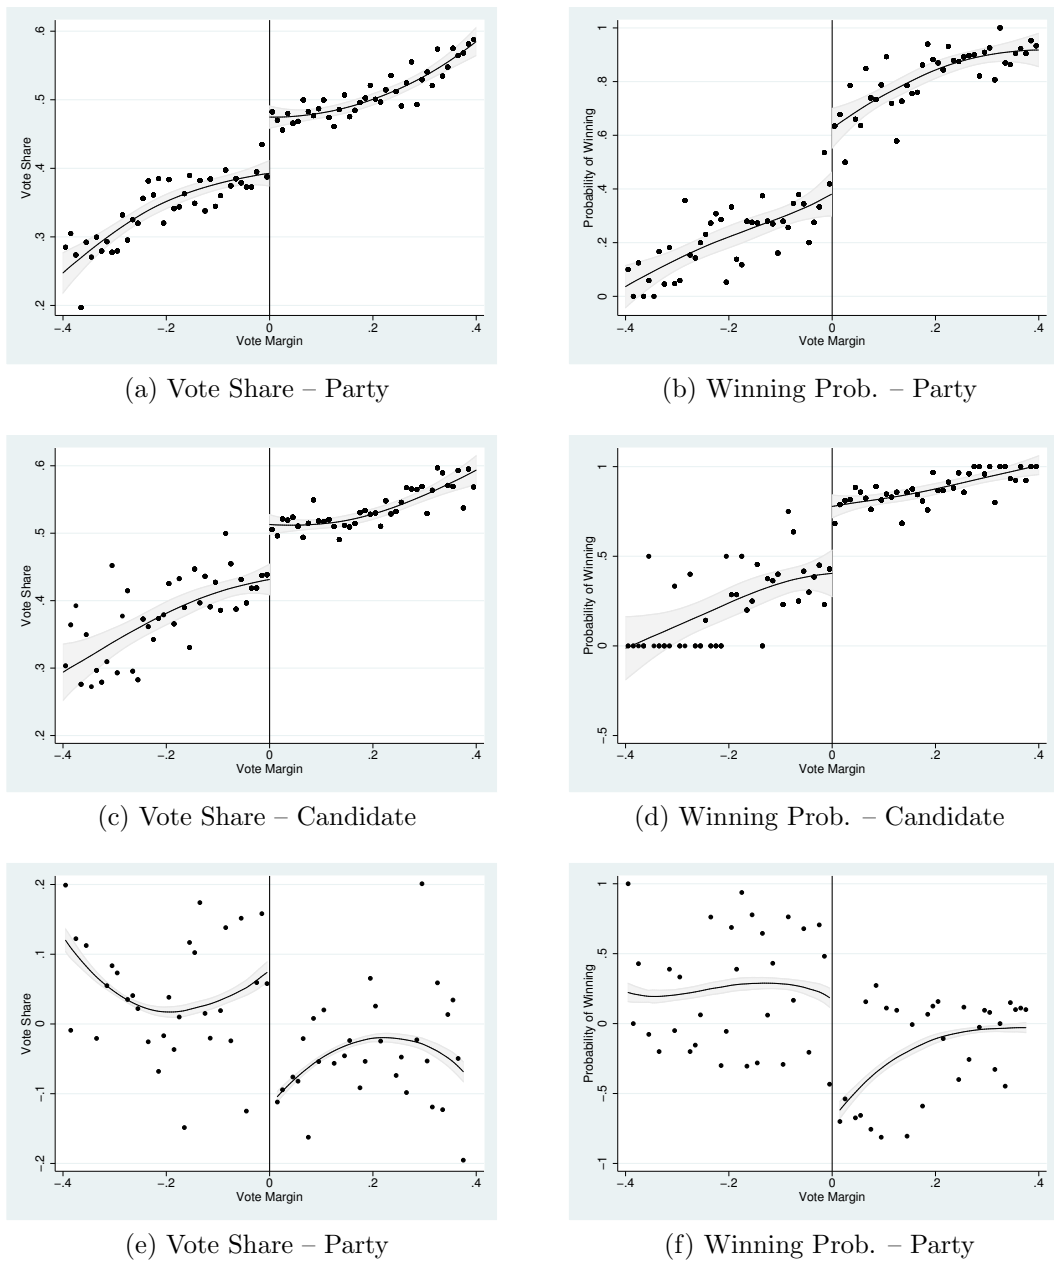 .6
.5
.4
.3
.2
Vote Share
−.4 −.2 0 .2 .4
Vote Margin
1
.8
.6
.4
.2
0
Probability of Winning
−.4 −.2 0 .2 .4
Vote Margin
(a) Vote Share – Party
(b) Winning Prob. – Party
.6
.5
.4
.3
.2
Vote Share
−.4 −.2 0 .2 .4
Vote Margin
1
.5
0
−.5
Probability of Winning
−.4 −.2 0 .2 .4
Vote Margin
(c) Vote Share – Candidate
(d) Winning Prob. – Candidate
.2
.1
0
−.1
−.2
Vote Share
−.4 −.2 0 .2 .4
Vote Margin
1
.5
0
−.5
−1
Probability of Winning
−.4 −.2 0 .2 .4
Vote Margin
(e) Vote Share – Party
(f) Winning Prob. – Party